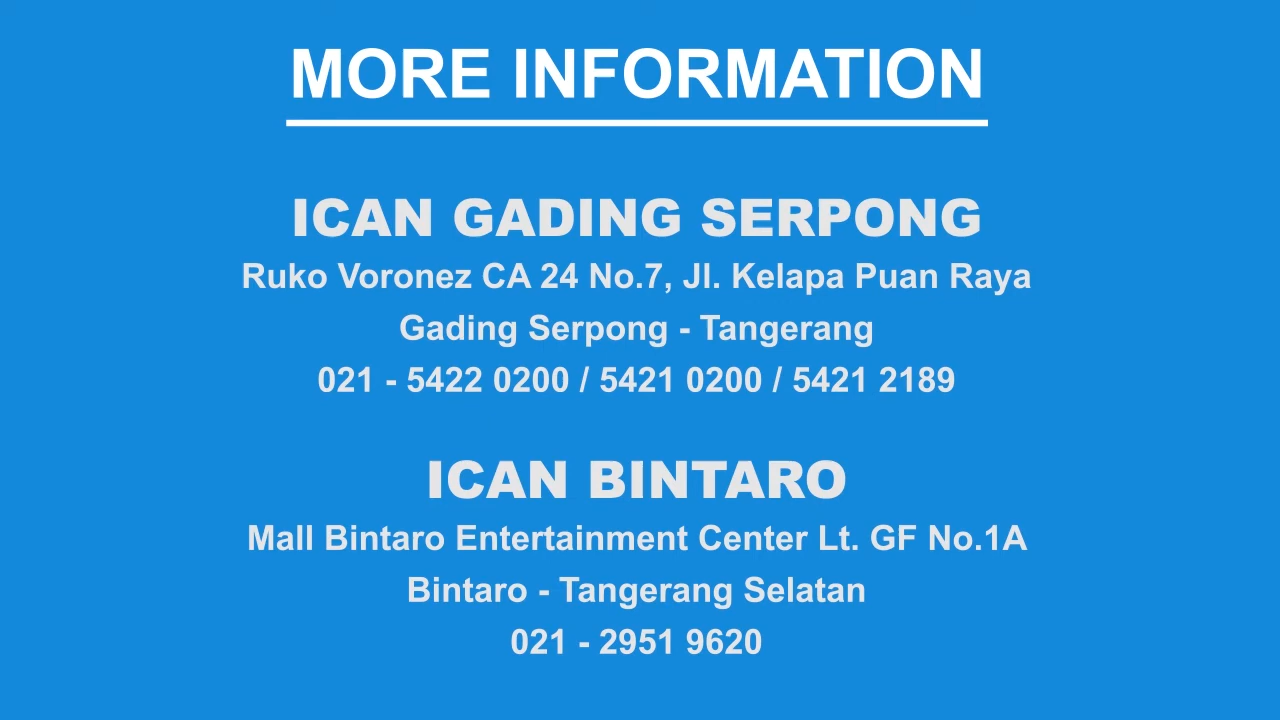 MORE INFORMATION
ICAN GADING SERPONG
Ruko Voronez CA 24 No.7, Jl. Kelapa Puan Raya
Gading Serpong - Tangerang
021 - 5422 0200 / 5421 0200 / 5421 2189
ICAN BINTARO
Mall Bintaro Entertainment Center Lt. GF No.1A
Bintaro - Tangerang Selatan
021 - 2951 9620